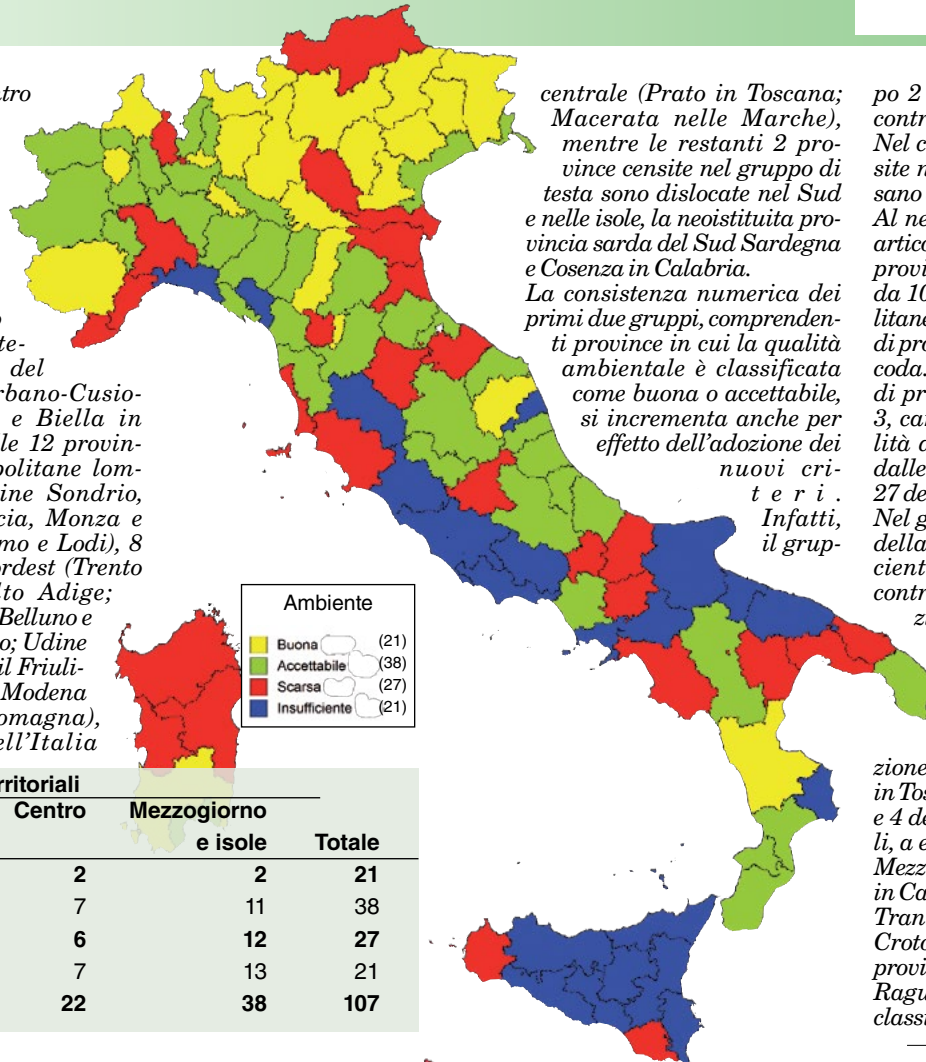 ntro
te-
del
rbano-Cusio-
e Biella in
le 12 provin-
politane lom-
ine Sondrio,
cia, Monza e
mo e Lodi), 8
ordest (Trento
lto Adige;
Belluno e
o; Udine
il Friuli-
Modena
omagna),
ell'Italia
centrale (Prato in Toscana;
Macerata nelle Marche),
mentre le restanti 2 pro-
vince censite nel gruppo di
testa sono dislocate nel Sud
e nelle isole, la neoistituita pro-
vincia sarda del Sud Sardegna
e Cosenza in Calabria.
La consistenza numerica dei
primi due gruppi, comprenden-
ti province in cui la qualità
ambientale è classificata
come buona o accettabile,
si incrementa anche per
effetto dell'adozione dei
nuovi cri-
teri.
Infatti,
il grup-
po 2
contr
Nel c
site n
sano
Al ne
artico
provi
da 10
litane
di pro
coda.
di pr
3, car
lità a
dalle
27 de
Nel g
della
cient
contr
z
zione
in Tos
e 4 de
li, a e
Mezz
in Ca
Tran
Croto
provi
Ragu
classi
Ambiente
Buona (21)
Accettabile (38)
Scarsa (27)
Insufficiente (21)
rritoriali
Centro Mezzogiorno
e isole Totale
2 2 21
7 11 38
6 12 27
7 13 21
22 38 107